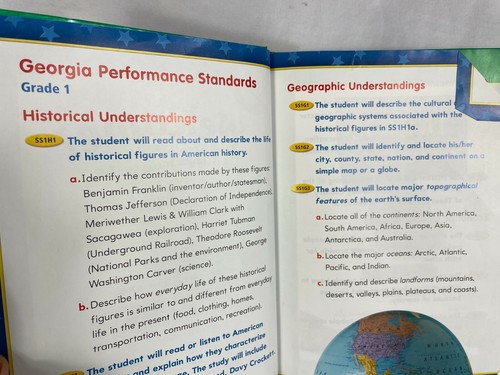 Georgia Performance Standards
Grade 1
Historical Understandings
SS1H1 The student will read about and describe the life
of historical figures in American history.
a. Identify the contributions made by these figures:
Benjamin Franklin (inventor/author/statesman),
Thomas Jefferson (Declaration of Independence),
Meriwether Lewis & William Clark with
Sacagawea (exploration), Harriet Tubman
(Underground Railroad), Theodore Roosevelt
(National Parks and the environment), George
Washington Carver (science).
b. Describe how everyday life of these historical
figures is similar to and different from everyday
life in the present (food, clothing, homes,
transportation, communication, recreation).
The student will read or listen to American
and explain how they characterize
The study will include
Davy Crockett,
Geographic Understandings
SS1G1 The student will describe the cultural
geographic systems associated with the
historical figures in SS1H1a.
SS1G2 The student will identify and locate his/her
city, county, state, nation, and continent on a
simple map or a globe.
SS1G3 The student will locate major topographical
features of the earth's surface.
a. Locate all of the continents: North America,
South America, Africa, Europe, Asia,
Antarctica, and Australia.
b. Locate the major oceans: Arctic, Atlantic,
Pacific, and Indian.
c. Identify and describe landforms (mountains,
deserts, valleys, plains, plateaus, and coasts).